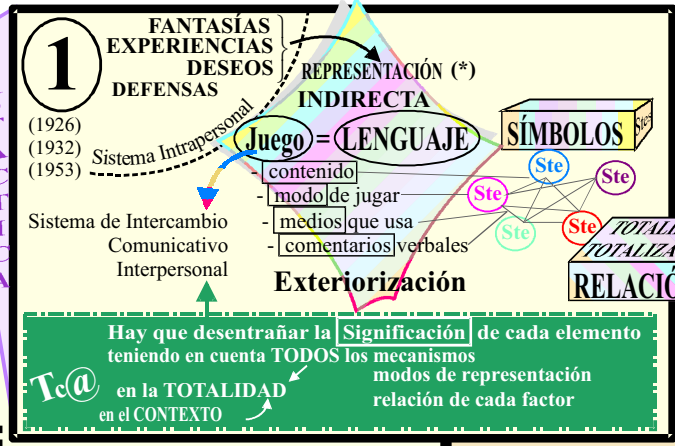 1
FANTASÍAS
EXPERIENCIAS
DESEOS
DEFENSAS
(1926)
(1932)
(1953)
Sistema Intrapersonal
REPRESENTACIÓN (*)
INDIRECTA
Juego = LENGUAJE
SÍMBOLOS
- contenido
- modo de jugar
- medios que usa
- comentarios verbales
Ste
Ste
Ste
Ste
Ste
Sistema de Intercambio
Comunicativo
Interpersonal
Exteriorización
Hay que desentrañar la Significación de cada elemento
teniendo en cuenta TODOS los mecanismos
modos de representación
relación de cada factor
Tc@
en la TOTALIDAD
en el CONTEXTO